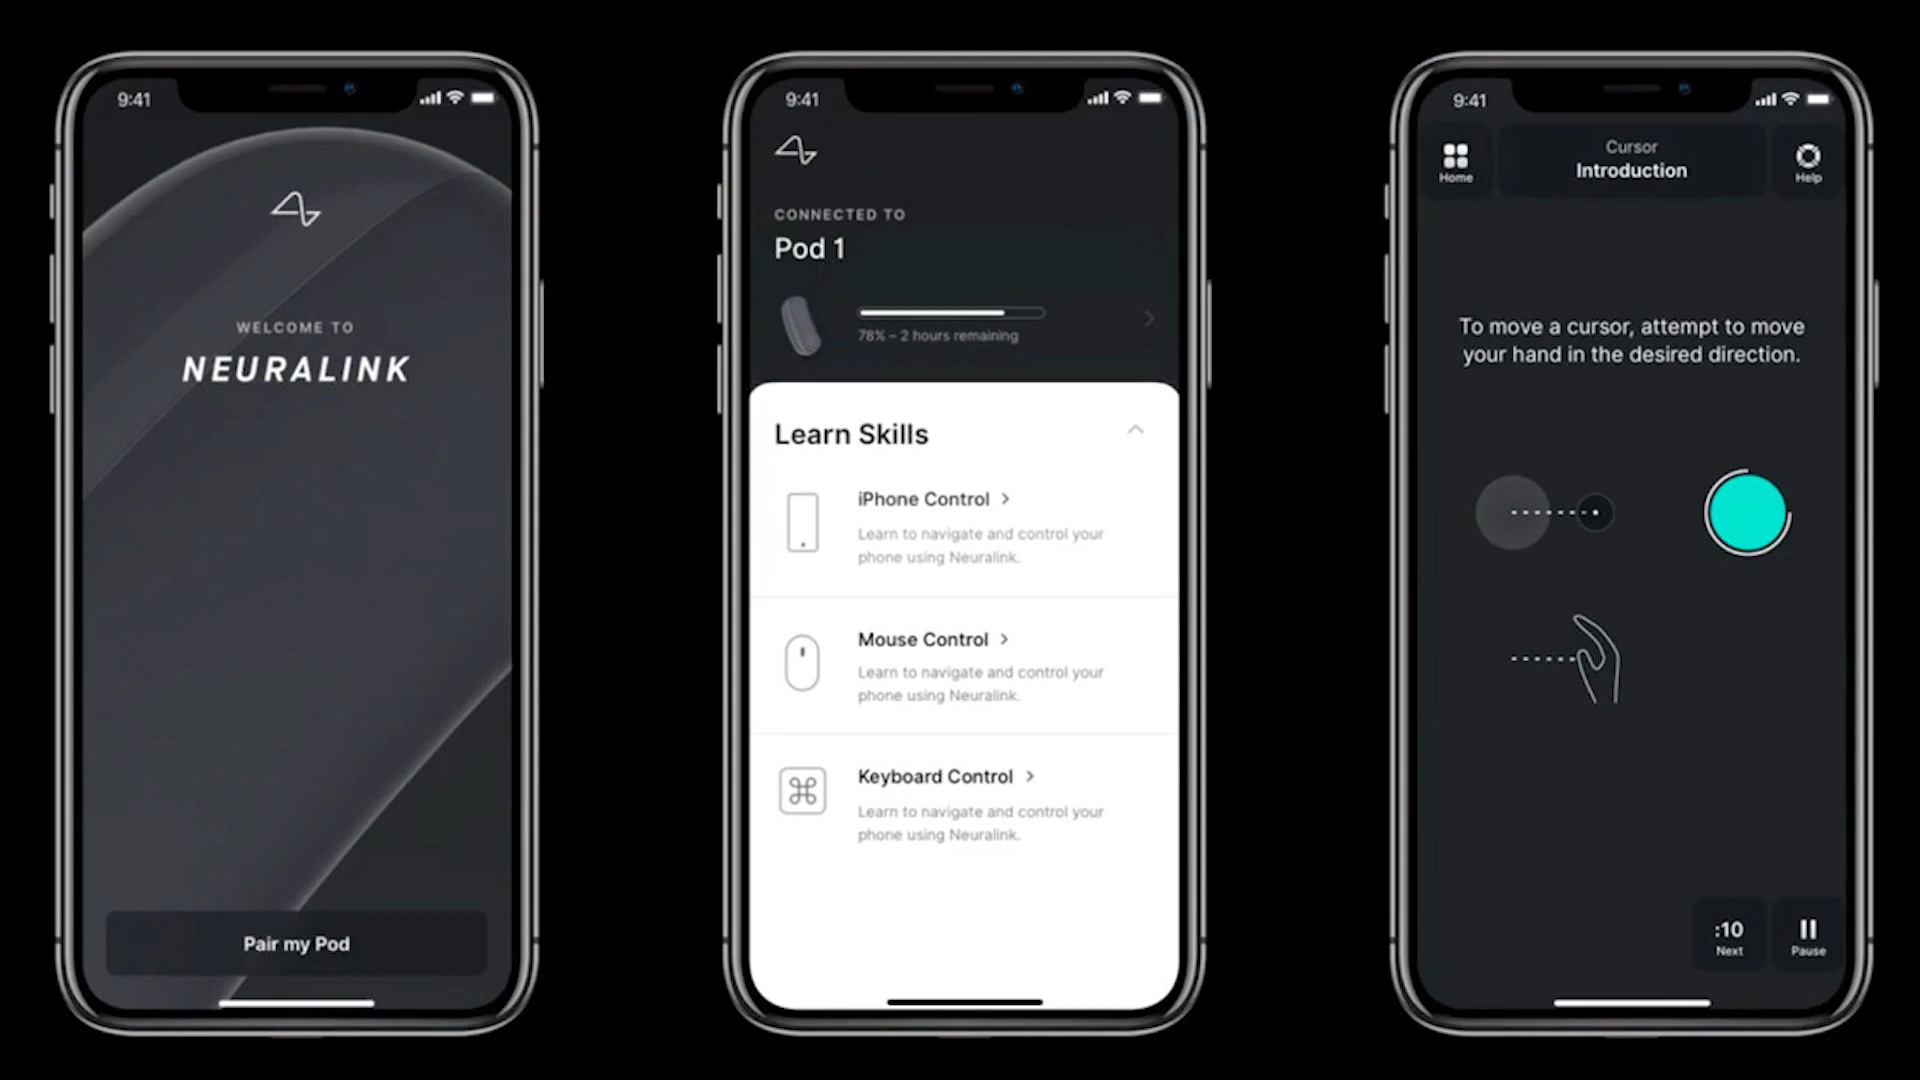 9:41
WELCOME TO
NEURALINK
Pair my Pod
9:41
CONNECTED TO
Pod 1
78% – 2 hours remaining
Learn Skills
iPhone Control
Learn to navigate and control your
phone using Neuralink.
Mouse Control
Learn to navigate and control your
phone using Neuralink.
Keyboard Control
Learn to navigate and control your
phone using Neuralink.
9:41
Home
Cursor
Introduction
Help
To move a cursor, attempt to move
your hand in the desired direction.
:10
Next
Pause